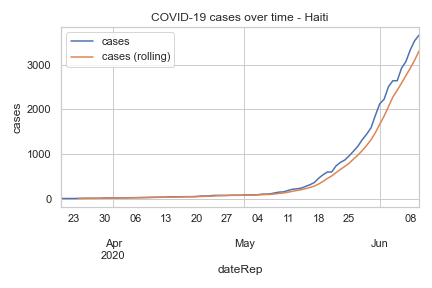 COVID-19 cases over time - Haiti
cases
cases (rolling)
3000
2000
1000
0
cases
23 30 06 13 20 27 04 11 18 25 08
Apr May Jun
2020
dateRep